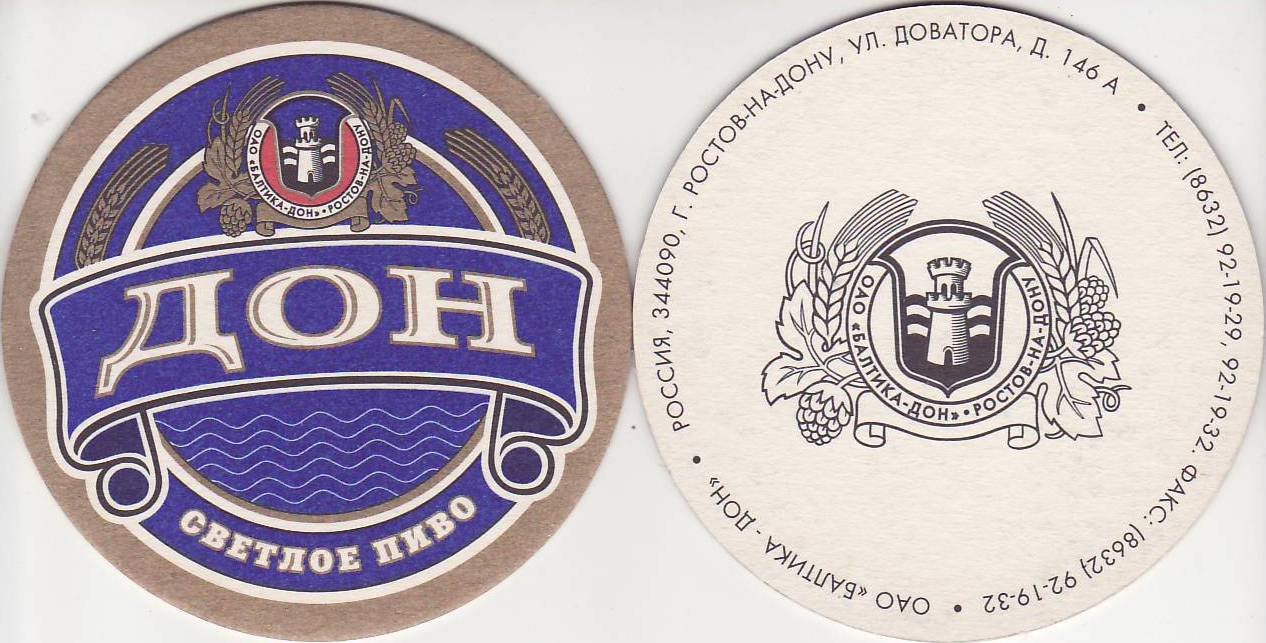 ОАО «БАЛТИКА-ДОН» • РОСТОВ-НА-ДОНУ
ДОН
СВЕТЛОЕ ПИВО
РОССИЯ, 344090, Г. РОСТОВ-НА-ДОНУ, УЛ. ДОВАТОРА, Д. 146 А •
ТЕЛ: (8632) 92-19-29, 92-19-32. ФАКС: (8632) 92-19-32 •
ОАО «БАЛТИКА - ДОН» •
ОАО «БАЛТИКА-ДОН» • РОСТОВ-НА-ДОНУ